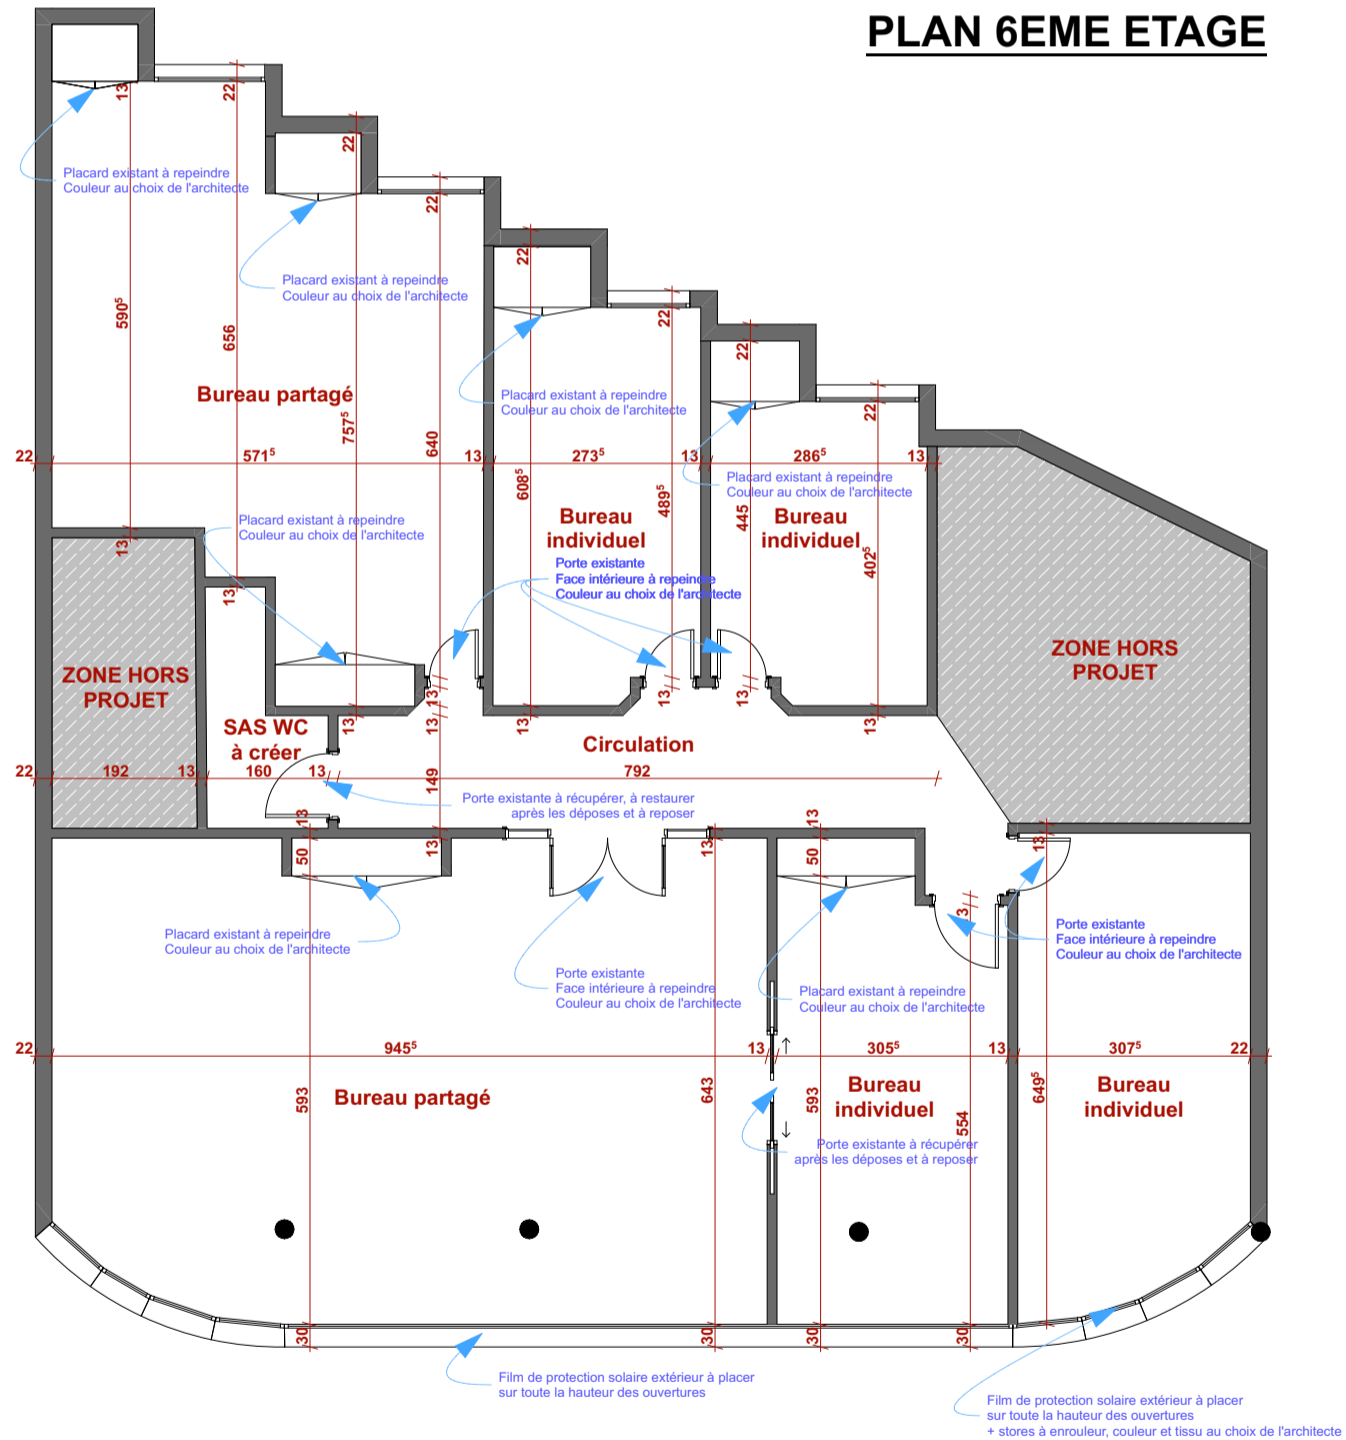 PLAN 6EME ETAGE
13
22
22
22
22
22
22
22
Placard existant à repeindre
Couleur au choix de l'architecte
Placard existant à repeindre
Couleur au choix de l'architecte
Placard existant à repeindre
Couleur au choix de l'architecte
Placard existant à repeindre
Couleur au choix de l'architecte
590⁵
656
757⁵
640
608⁵
489⁵
445
402⁵
Bureau partagé
22
571⁵
13
273⁵
13
286⁵
13
Placard existant à repeindre
Couleur au choix de l'architecte
Bureau
individuel
Bureau
individuel
Porte existante
Face intérieure à repeindre
Couleur au choix de l'architecte
13
13
ZONE HORS
PROJET
ZONE HORS
PROJET
13
13
13
13
13
13
13
13
SAS WC
à créer
Circulation
22
192
13
160
13
149
792
Porte existante à récupérer, à restaurer
après les déposes et à reposer
13
50
13
13
13
50
13
3
Placard existant à repeindre
Couleur au choix de l'architecte
Porte existante
Face intérieure à repeindre
Couleur au choix de l'architecte
Placard existant à repeindre
Couleur au choix de l'architecte
Porte existante
Face intérieure à repeindre
Couleur au choix de l'architecte
22
945⁵
13
305⁵
13
307⁵
22
593
643
593
554
649⁵
Bureau partagé
Bureau
individuel
Bureau
individuel
Porte existante à récupérer
après les déposes et à reposer
30
30
30
30
Film de protection solaire extérieur à placer
sur toute la hauteur des ouvertures
Film de protection solaire extérieur à placer
sur toute la hauteur des ouvertures
+ stores à enrouleur, couleur et tissu au choix de l'architecte